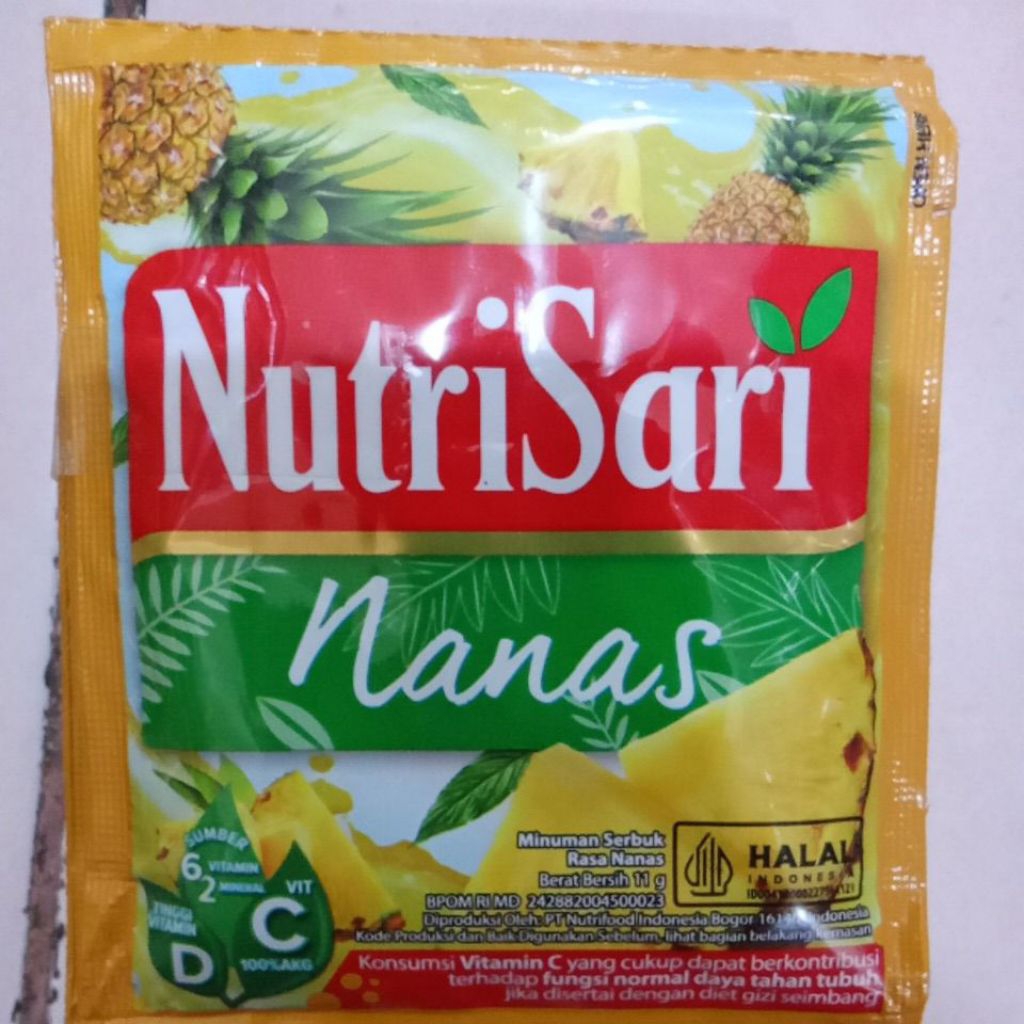 OPEN HERE
NutriSari
Nanas
SUMBER
6 VITAMIN
2 MINERAL
TINGGI
VITAMIN
D
VIT
C
100%AKG
Minuman Serbuk
Rasa Nanas
Berat Bersih 11 g
BPOM RI MD 242882004500023
Diproduksi Oleh: PT Nutrifood Indonesia Bogor Indonesia
Kode Produksi dan Baik Digunakan Sebelum, lihat bagian belakang kemasan
HALAL
INDONESIA
Konsumsi Vitamin C yang cukup dapat berkontribusi
terhadap fungsi normal daya tahan tubuh
jika disertai dengan diet gizi seimbang